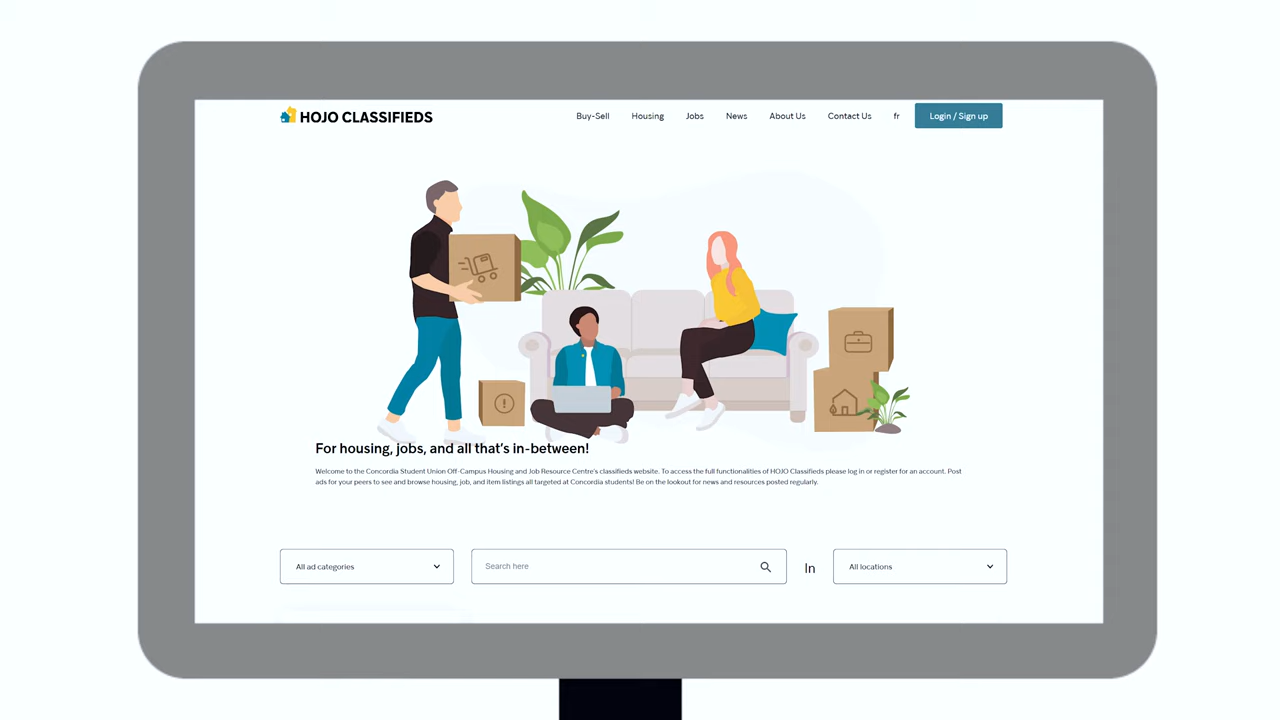 HOJO CLASSIFIEDS
Buy-Sell Housing Jobs News About Us Contact Us fr Login / Sign up
For housing, jobs, and all that's in-between!
Welcome to the Concordia Student Union Off-Campus Housing and Job Resource Centre's classifieds website. To access the full functionalities of HOJO Classifieds please log in or register for an account. Post
ads for your peers to see and browse housing, job, and item listings all targeted at Concordia students! Be on the lookout for news and resources posted regularly.
All ad categories Search here In All locations